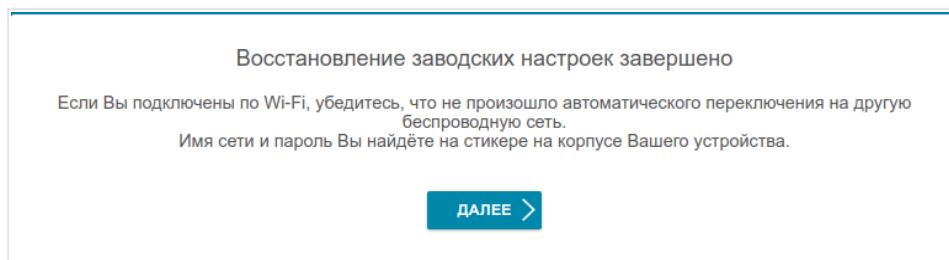 Восстановление заводских настроек завершено
Если Вы подключены по Wi-Fi, убедитесь, что не произошло автоматического переключения на другую
беспроводную сеть.
Имя сети и пароль Вы найдёте на стикере на корпусе Вашего устройства.
ДАЛЕЕ